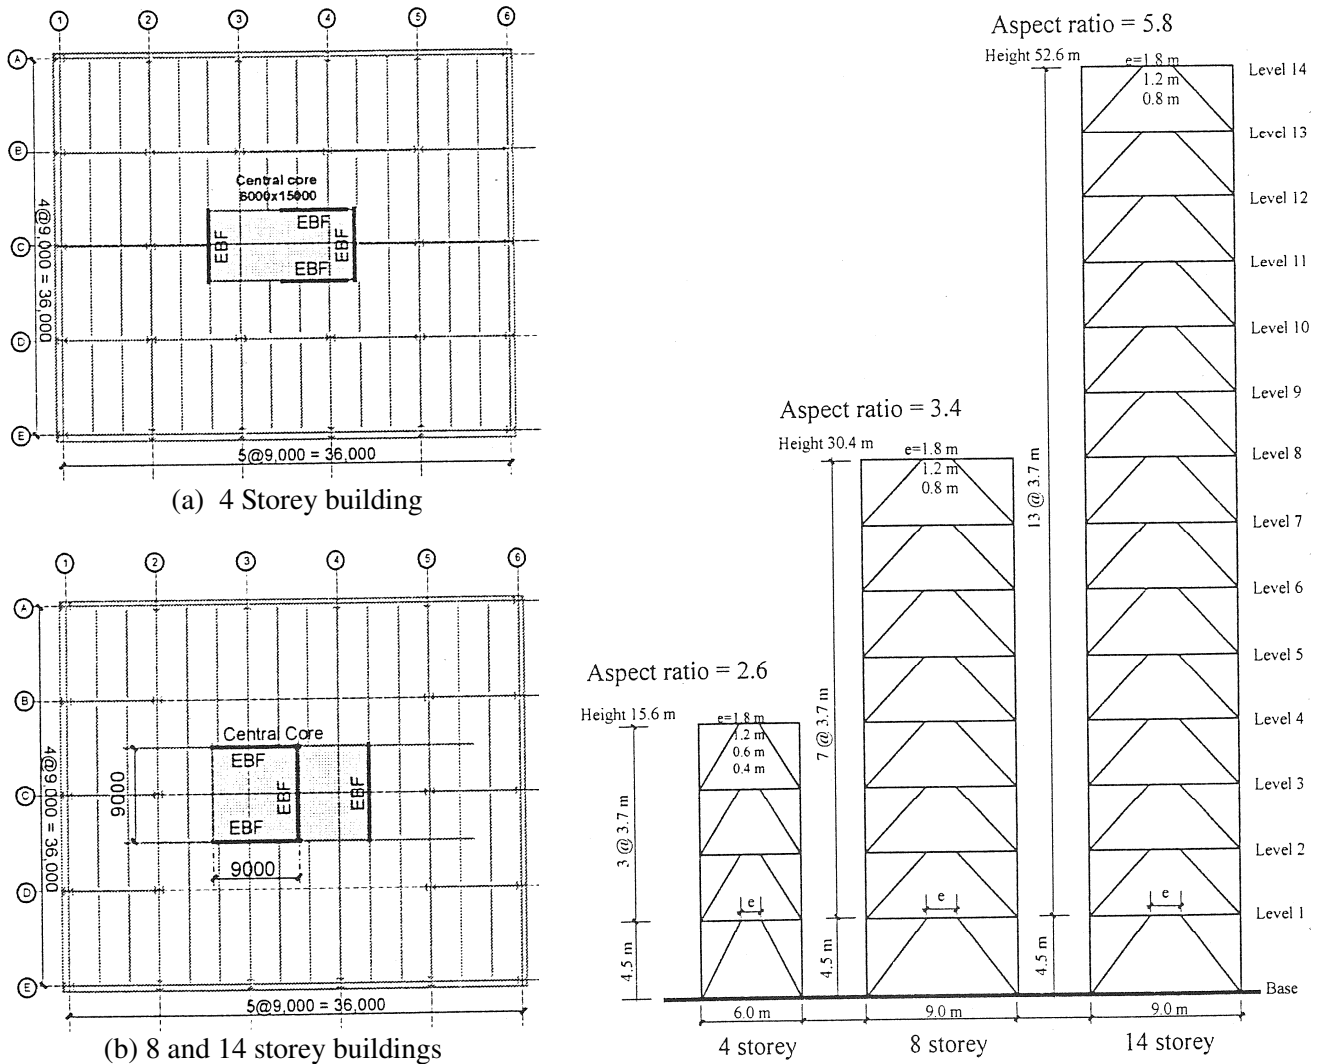 1 2 3 4 5 6
A
B
C
D
E
4@9,000 = 36,000
Central core
6000x15000
EBF
EBF
EBF
EBF
5@9,000 = 36,000
(a) 4 Storey building
1 2 3 4 5 6
A
B
C
D
E
4@9,000 = 36,000
9000
Central Core
EBF
EBF
EBF
EBF
9000
5@9,000 = 36,000
(b) 8 and 14 storey buildings
Aspect ratio = 2.6
Height 15.6 m
e=1.8 m
1.2 m
0.6 m
0.4 m
3 @ 3.7 m
e
4.5 m
6.0 m
4 storey
Aspect ratio = 3.4
Height 30.4 m
e=1.8 m
1.2 m
0.8 m
7 @ 3.7 m
e
4.5 m
9.0 m
8 storey
Aspect ratio = 5.8
Height 52.6 m
e=1.8 m
1.2 m
0.8 m
13 @ 3.7 m
e
4.5 m
9.0 m
14 storey
Level 14
Level 13
Level 12
Level 11
Level 10
Level 9
Level 8
Level 7
Level 6
Level 5
Level 4
Level 3
Level 2
Level 1
Base